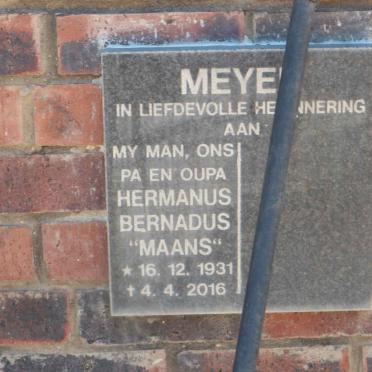 MEYE
IN LIEFDEVOLLE HE NNERING
AAN
MY MAN, ONS
PA EN OUPA
HERMANUS
BERNADUS
"MAANS"
★ 16. 12. 1931
✝ 4. 4. 2016